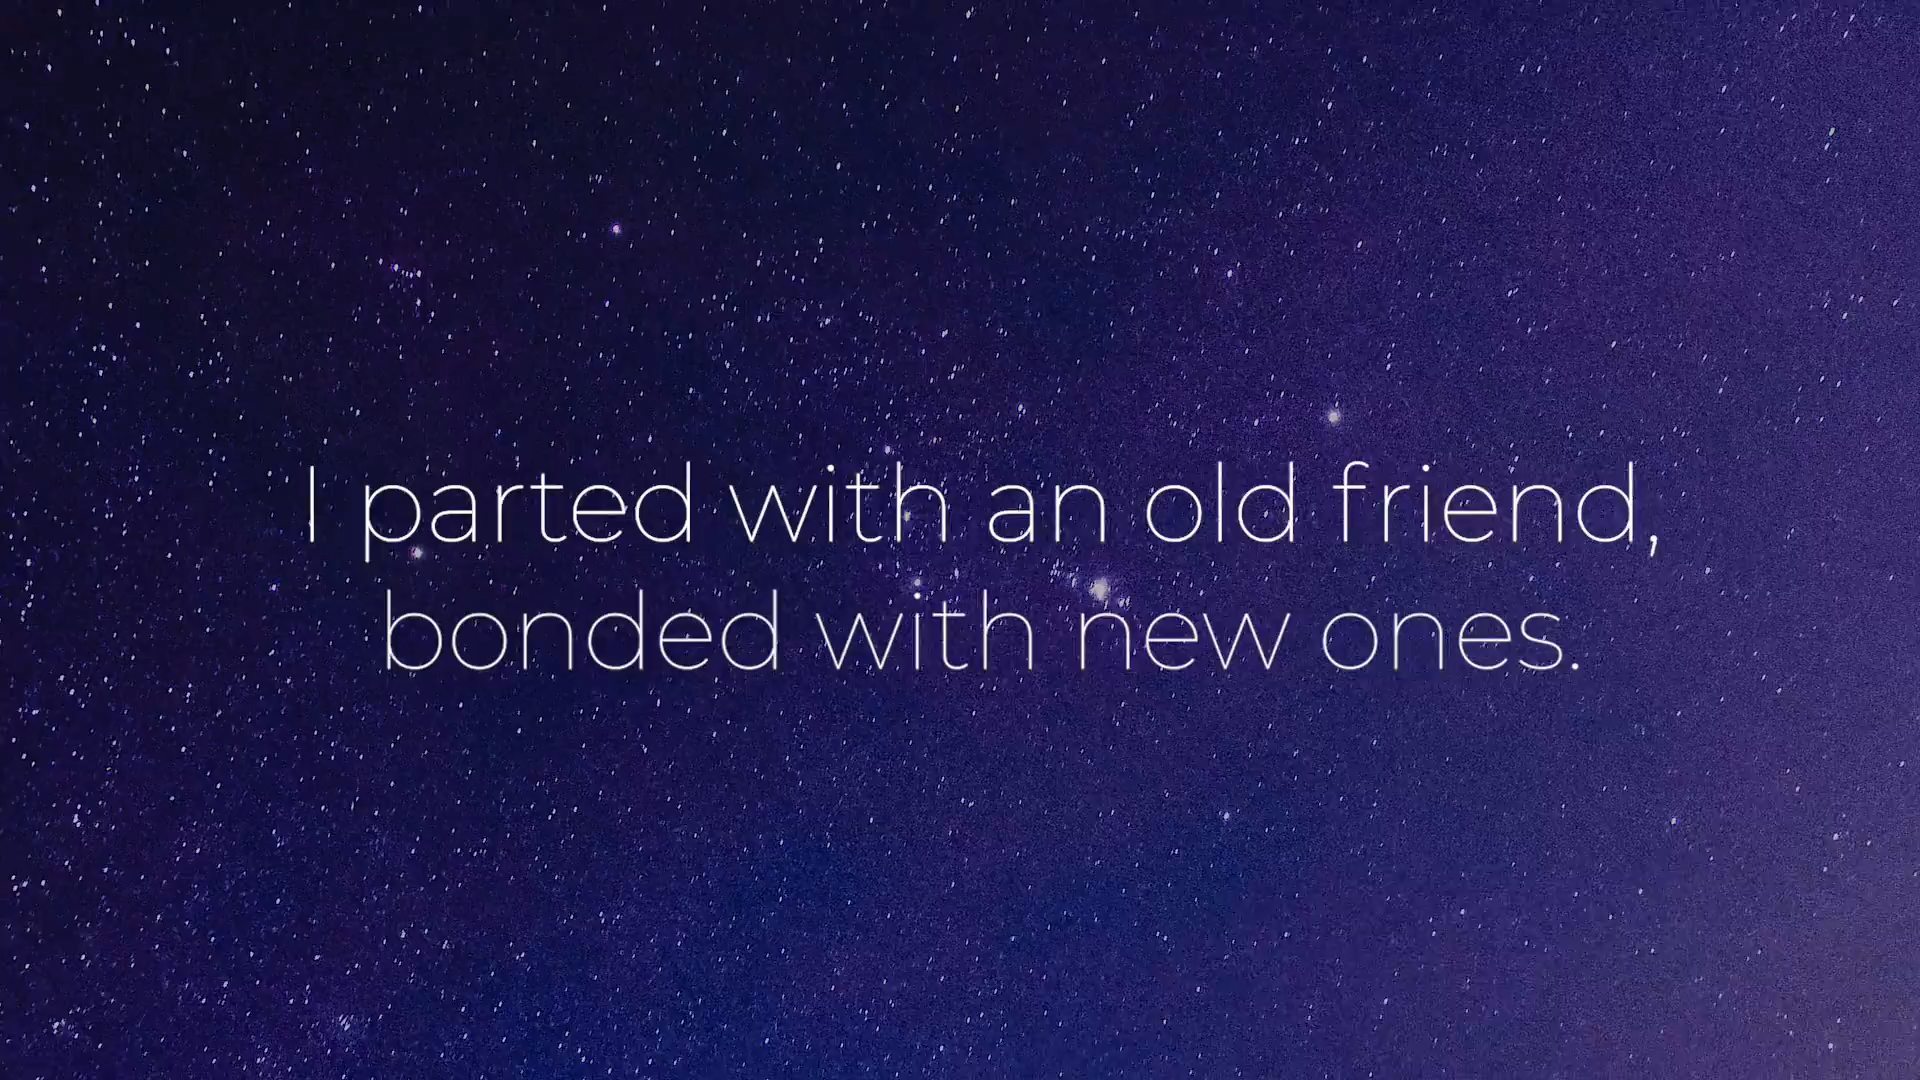 I parted with an old friend,
bonded with new ones.